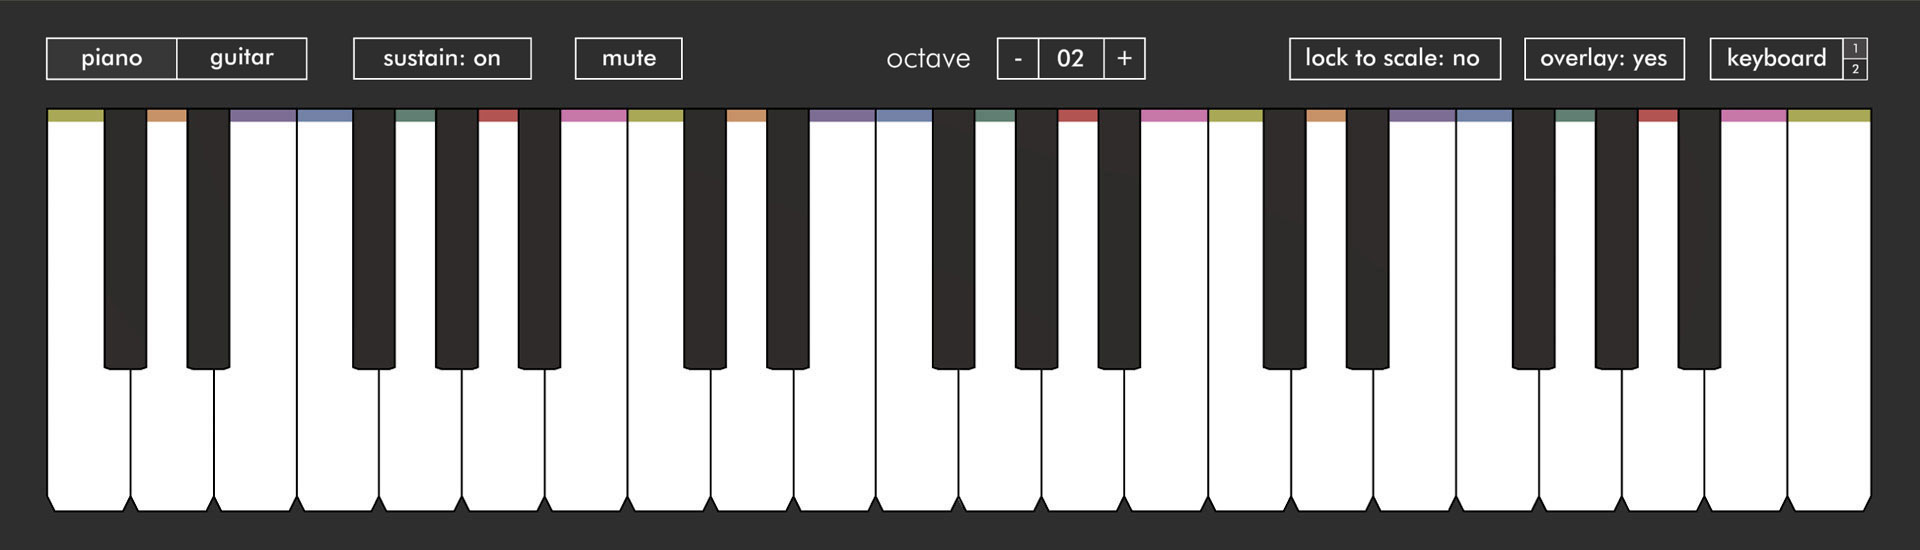 piano guitar sustain: on mute octave - 02 + lock to scale: no overlay: yes keyboard 1
2